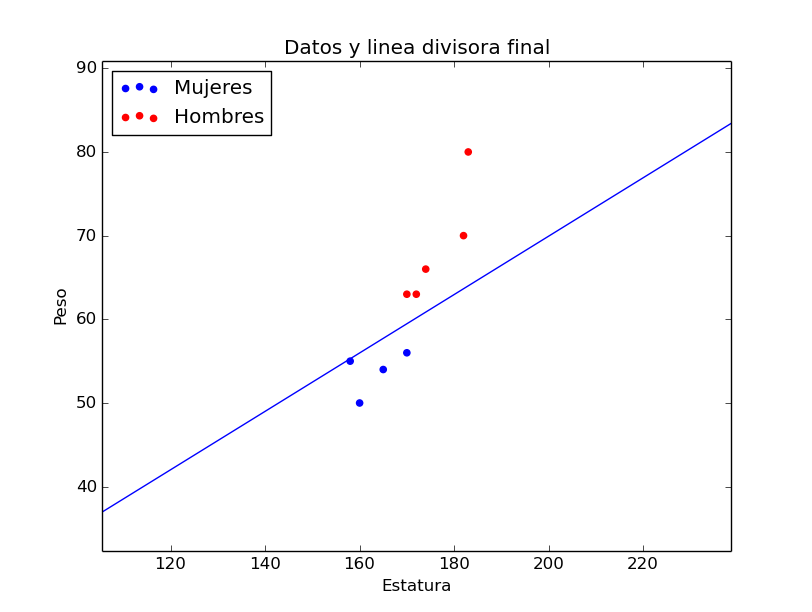 Datos y linea divisora final
Mujeres
Hombres
90
80
70
60
50
40
Peso
120 140 160 180 200 220
Estatura